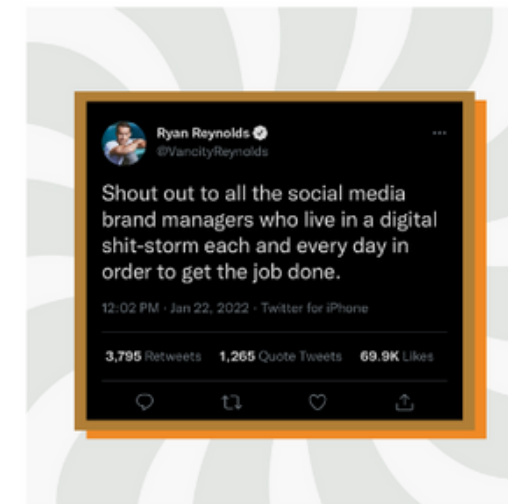 Ryan Reynolds
@VancityReynolds
Shout out to all the social media
brand managers who live in a digital
shit-storm each and every day in
order to get the job done.
12:02 PM · Jan 22, 2022 · Twitter for iPhone
3,795 Retweets 1,265 Quote Tweets 69.9K Likes